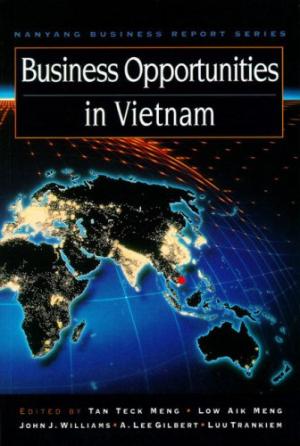 NANYANG BUSINESS REPORT SERIES
Business Opportunities
in Vietnam
EDITED BY TAN TECK MENG • LOW AIK MENG
JOHN J. WILLIAMS • A. LEE GILBERT • LUU TRANKIEM